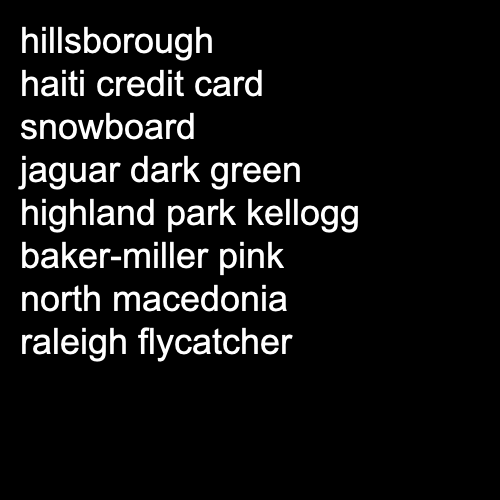 hillsborough
haiti credit card
snowboard
jaguar dark green
highland park kellogg
baker-miller pink
north macedonia
raleigh flycatcher